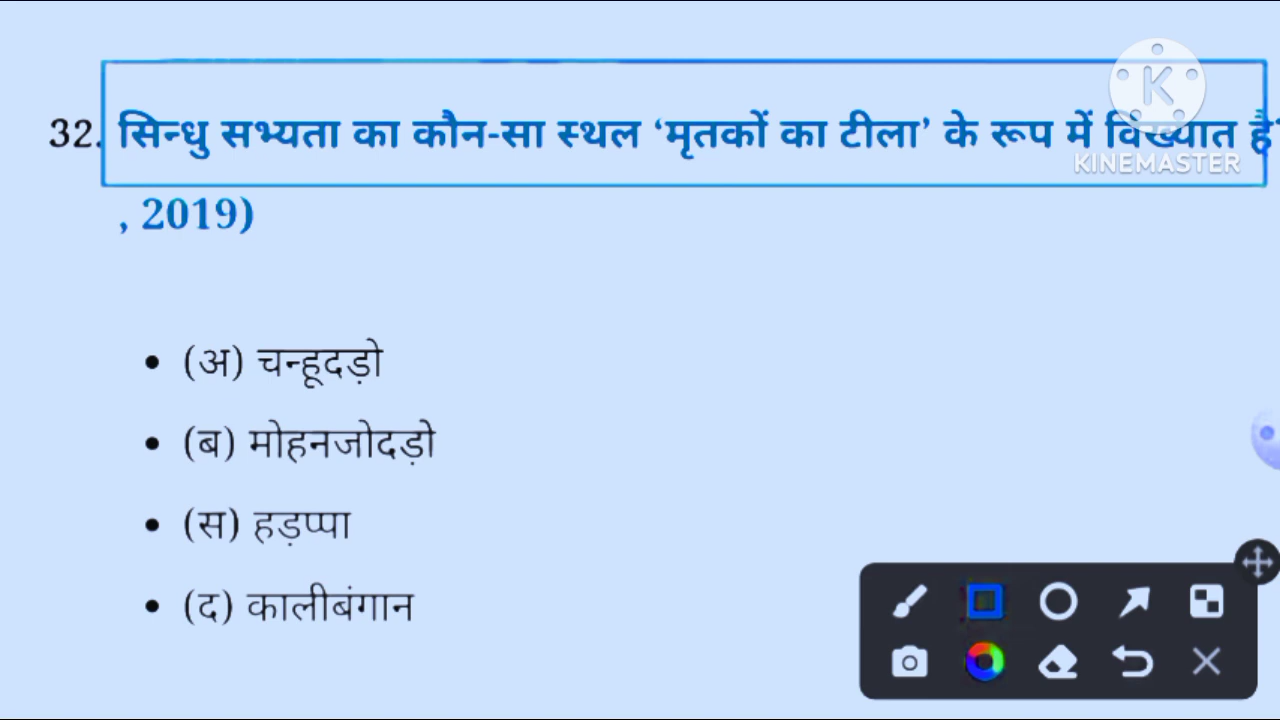 32. सिन्धु सभ्यता का कौन-सा स्थल ‘मृतकों का टीला’ के रूप में विख्यात है
, 2019)
K
KINEMASTER
• (अ) चन्हूदड़ो
• (ब) मोहनजोदड़ो
• (स) हड़प्पा
• (द) कालीबंगान